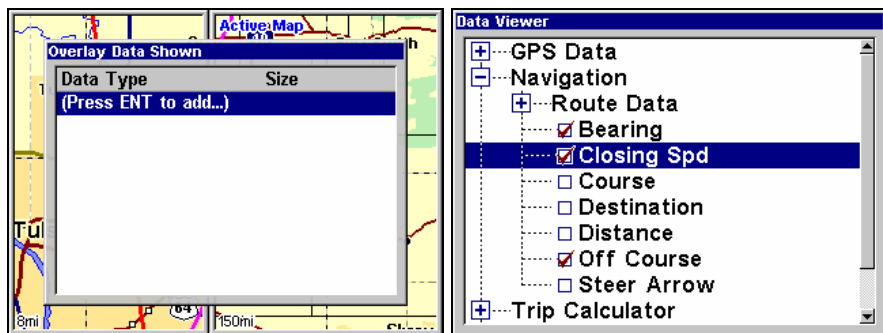 Active Map
Overlay Data Shown
Data Type Size
(Press ENT to add...)
Tul
64
8mi
150mi
Data Viewer
GPS Data
Navigation
Route Data
Bearing
Closing Spd
Course
Destination
Distance
Off Course
Steer Arrow
Trip Calculator